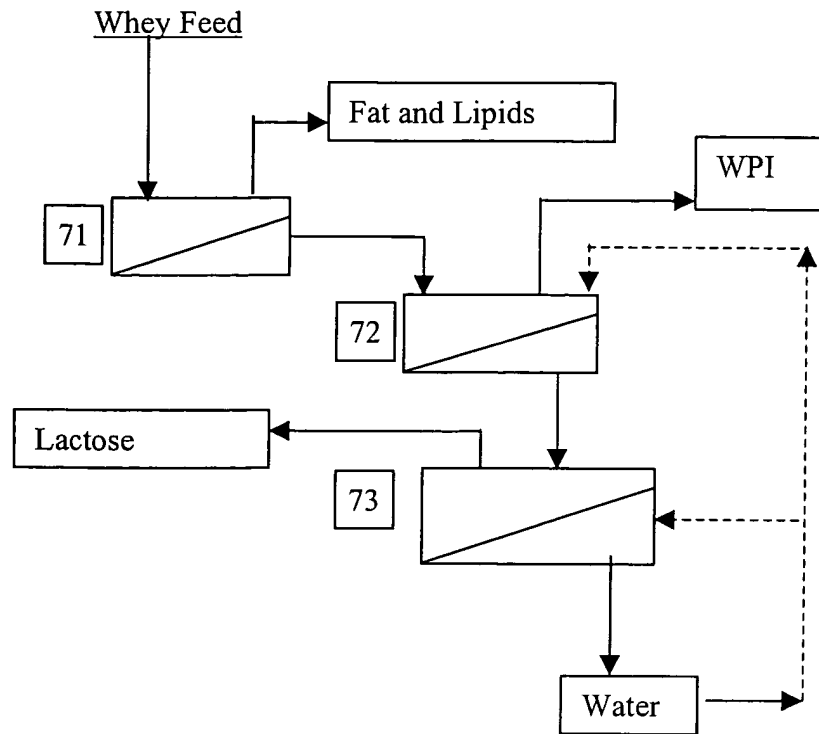 Whey Feed
Fat and Lipids
WPI
71
72
Lactose
73
Water